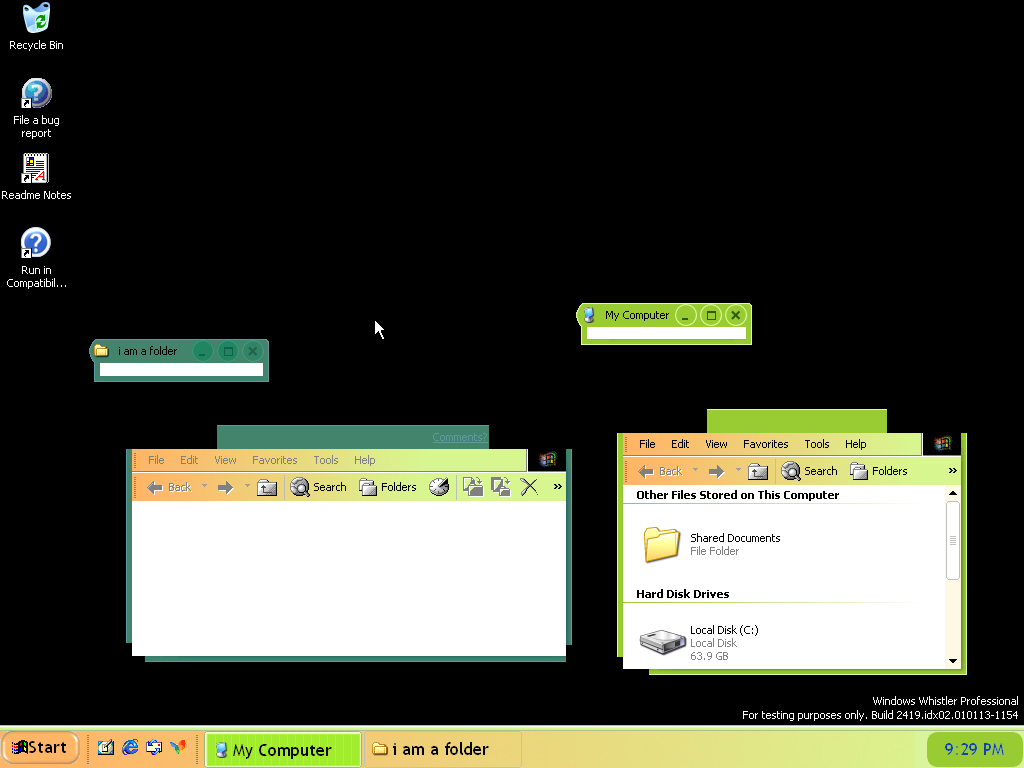 Recycle Bin
File a bug
report
Readme Notes
Run in
Compatibil...
My Computer
i am a folder
Comments?
File Edit View Favorites Tools Help
Back Search Folders »
Other Files Stored on This Computer
Shared Documents
File Folder
Hard Disk Drives
Local Disk (C:)
Local Disk
63.9 GB
File Edit View Favorites Tools Help
Back Search Folders »
Windows Whistler Professional
For testing purposes only. Build 2419.idx02.010113-1154
Start My Computer i am a folder 9:29 PM